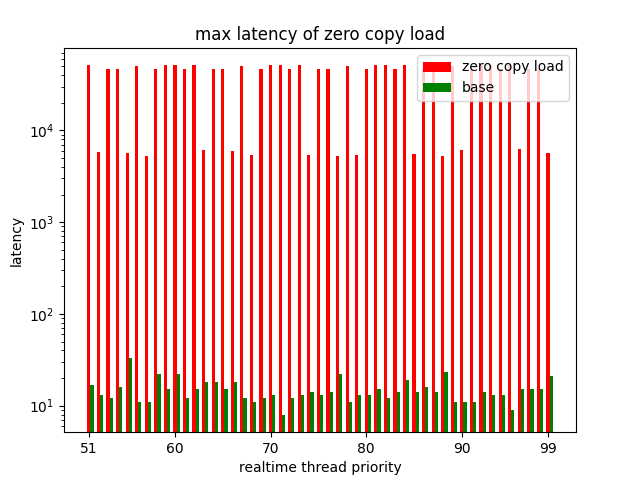 max latency of zero copy load
zero copy load
base
10^4
10^3
10^2
10^1
latency
51 60 70 80 90 99
realtime thread priority